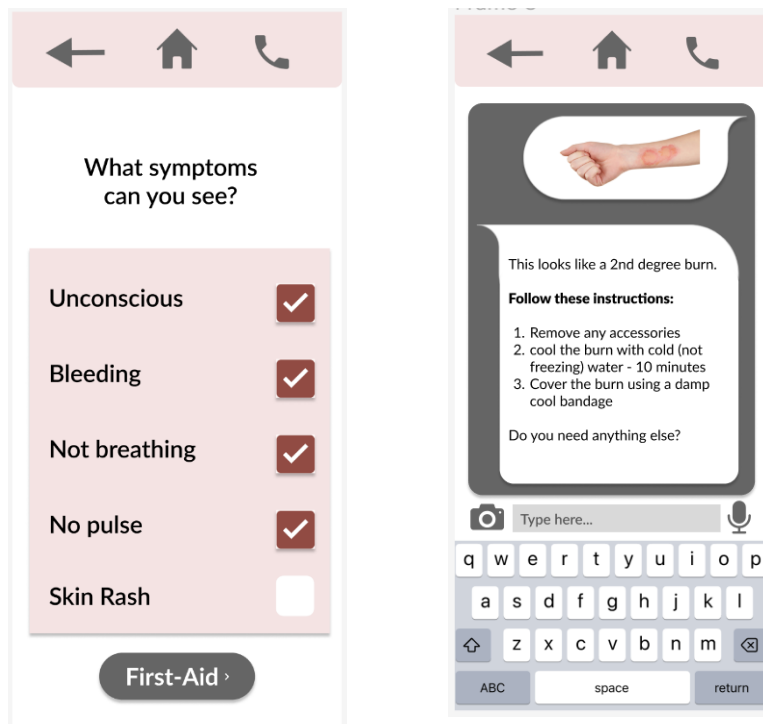 What symptoms
can you see?
Unconscious
Bleeding
Not breathing
No pulse
Skin Rash
First-Aid ›
This looks like a 2nd degree burn.
Follow these instructions:
1. Remove any accessories
2. cool the burn with cold (not
freezing) water - 10 minutes
3. Cover the burn using a damp
cool bandage
Do you need anything else?
Type here...
q w e r t y u i o p
a s d f g h j k l
z x c v b n m
ABC space return